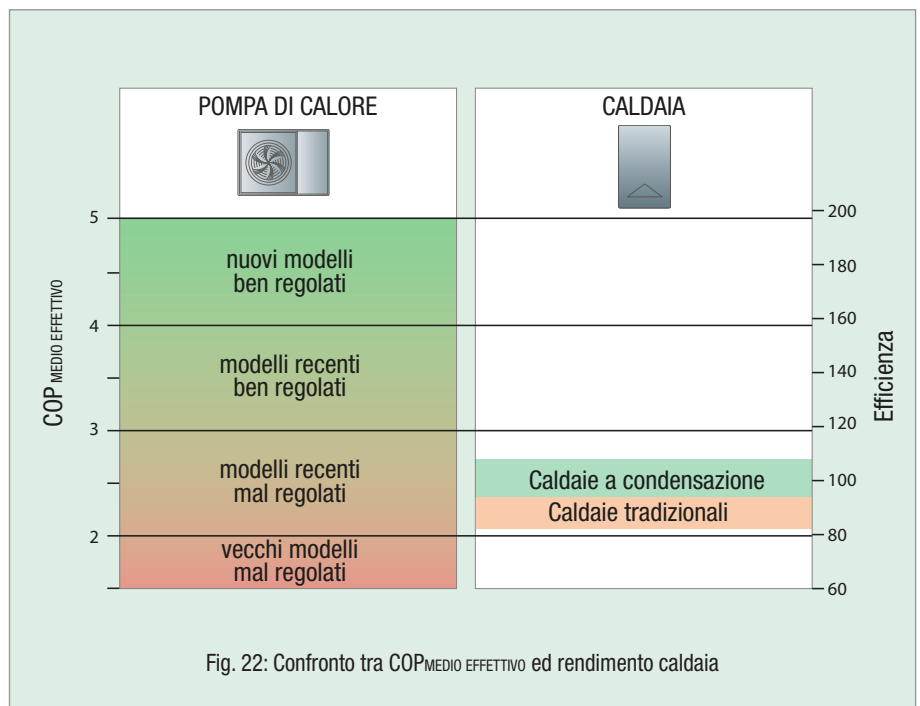 POMPA DI CALORE
CALDAIA
COP MEDIO EFFETTIVO
5
4
3
2
nuovi modelli
ben regolati
modelli recenti
ben regolati
modelli recenti
mal regolati
vecchi modelli
mal regolati
Caldaie a condensazione
Caldaie tradizionali
200
180
160
140
120
100
80
60
Efficienza
Fig. 22: Confronto tra COPMEDIO EFFETTIVO ed rendimento caldaia